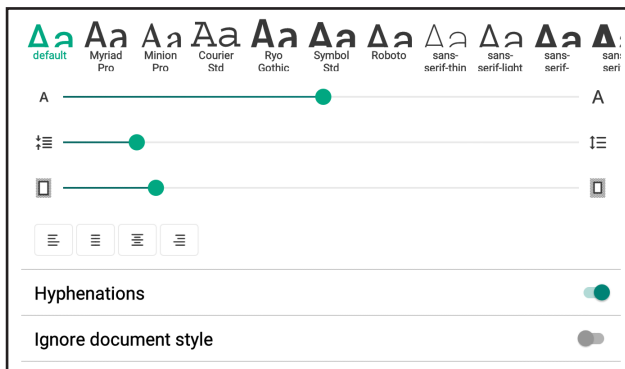 Aa Aa Aa Aa Aa Aa Aa Aa Aa Aa
default Myriad Minion Courier Ryo Symbol Roboto sans- sans- sans-
Pro Pro Std Gothic Std serif-thin serif-light serif-
A A
Hyphenations
Ignore document style